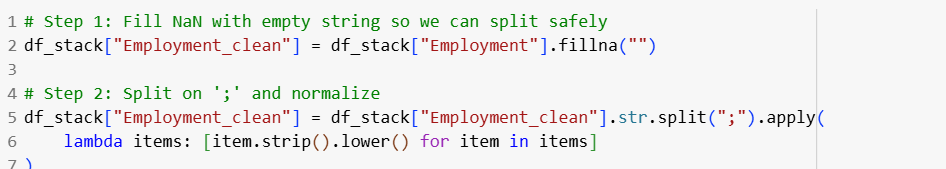 1 # Step 1: Fill NaN with empty string so we can split safely
2 df_stack["Employment_clean"] = df_stack["Employment"].fillna("")
3
4 # Step 2: Split on ';' and normalize
5 df_stack["Employment_clean"] = df_stack["Employment_clean"].str.split(";").apply(
6     lambda items: [item.strip().lower() for item in items]
7 )